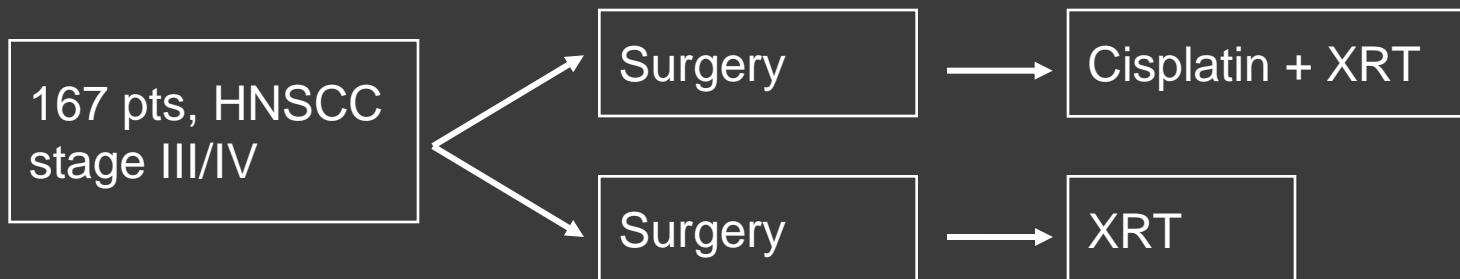 167 pts, HNSCC
stage III/IV
Surgery
Cisplatin + XRT
Surgery
XRT